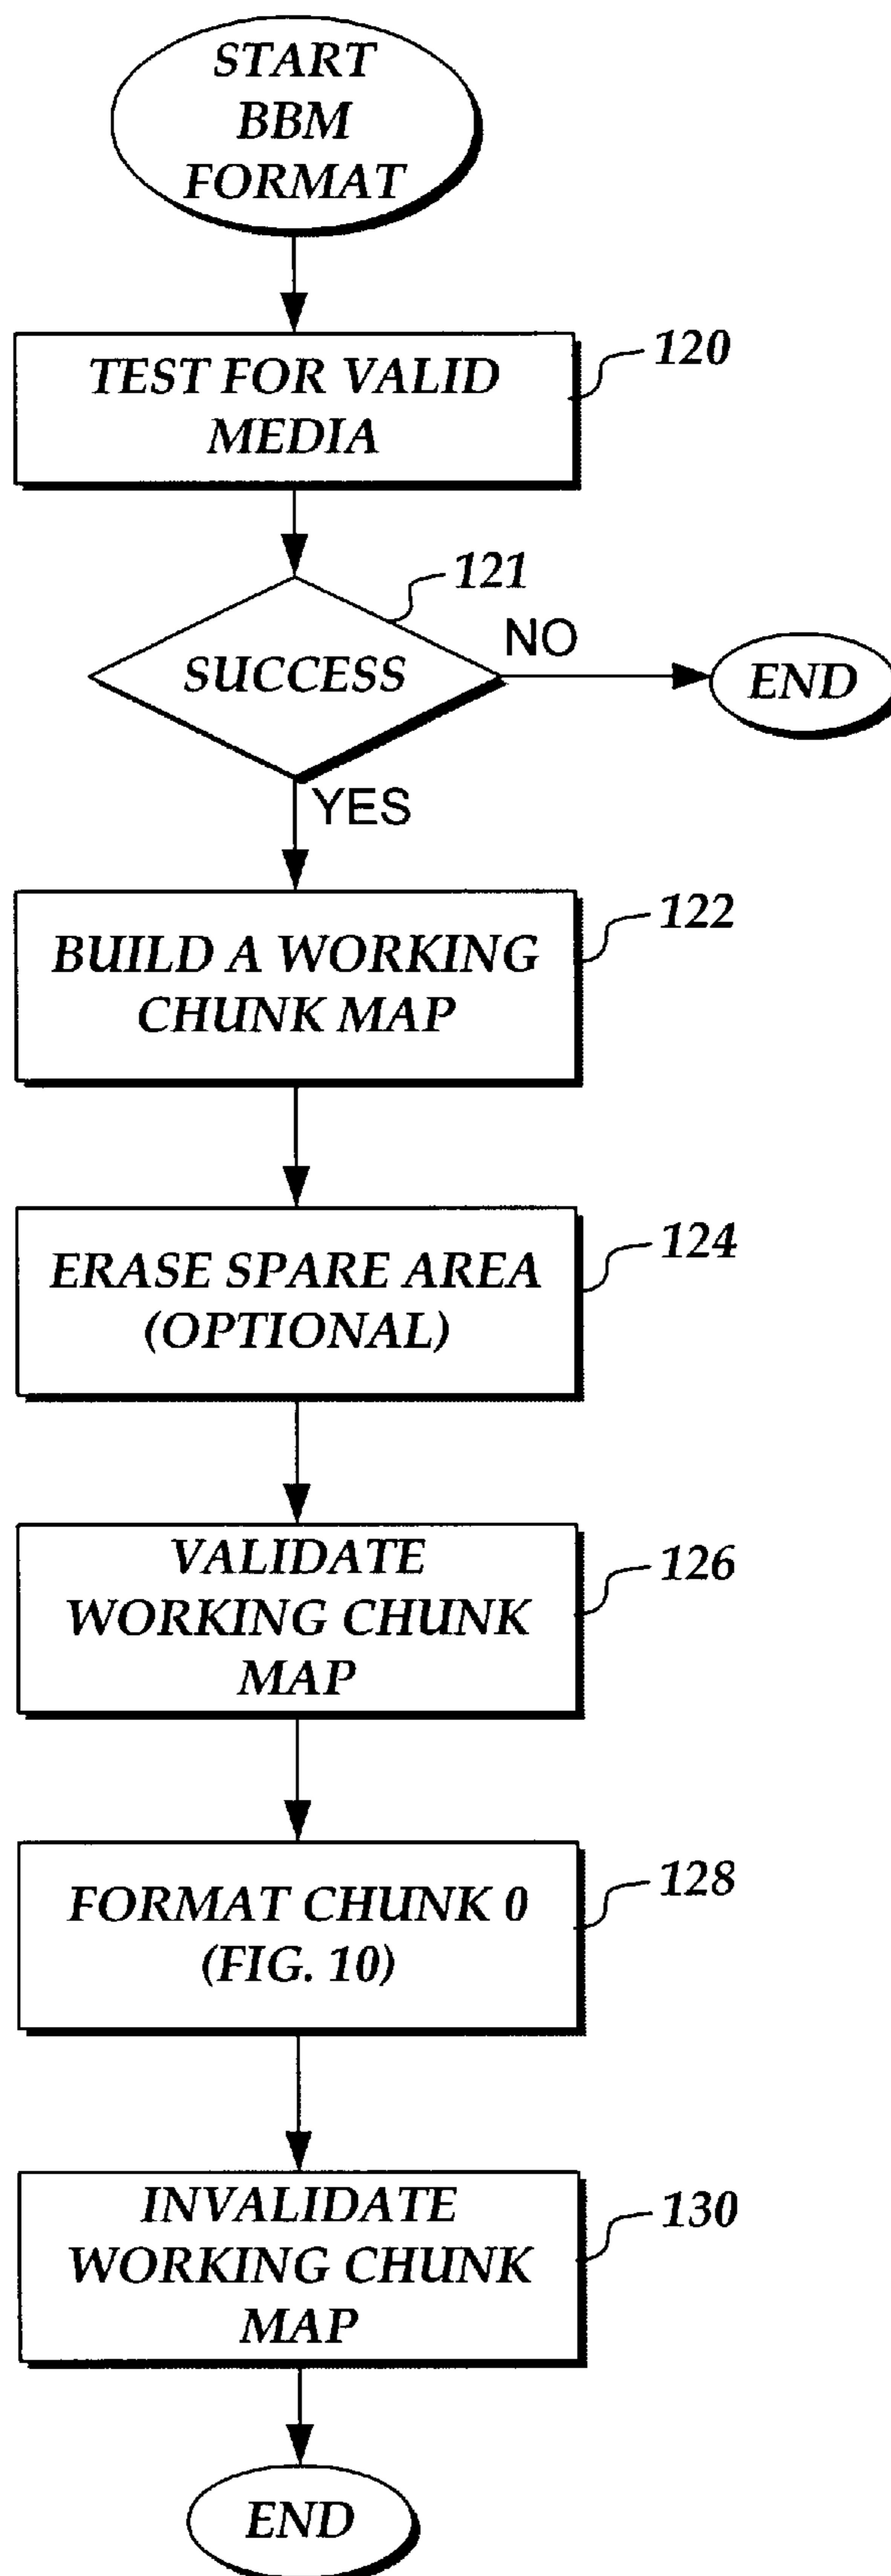 START
BBM
FORMAT
TEST FOR VALID
MEDIA
120
121
SUCCESS
NO
END
YES
BUILD A WORKING
CHUNK MAP
122
ERASE SPARE AREA
(OPTIONAL)
124
VALIDATE
WORKING CHUNK
MAP
126
FORMAT CHUNK 0
(FIG. 10)
128
INVALIDATE
WORKING CHUNK
MAP
130
END